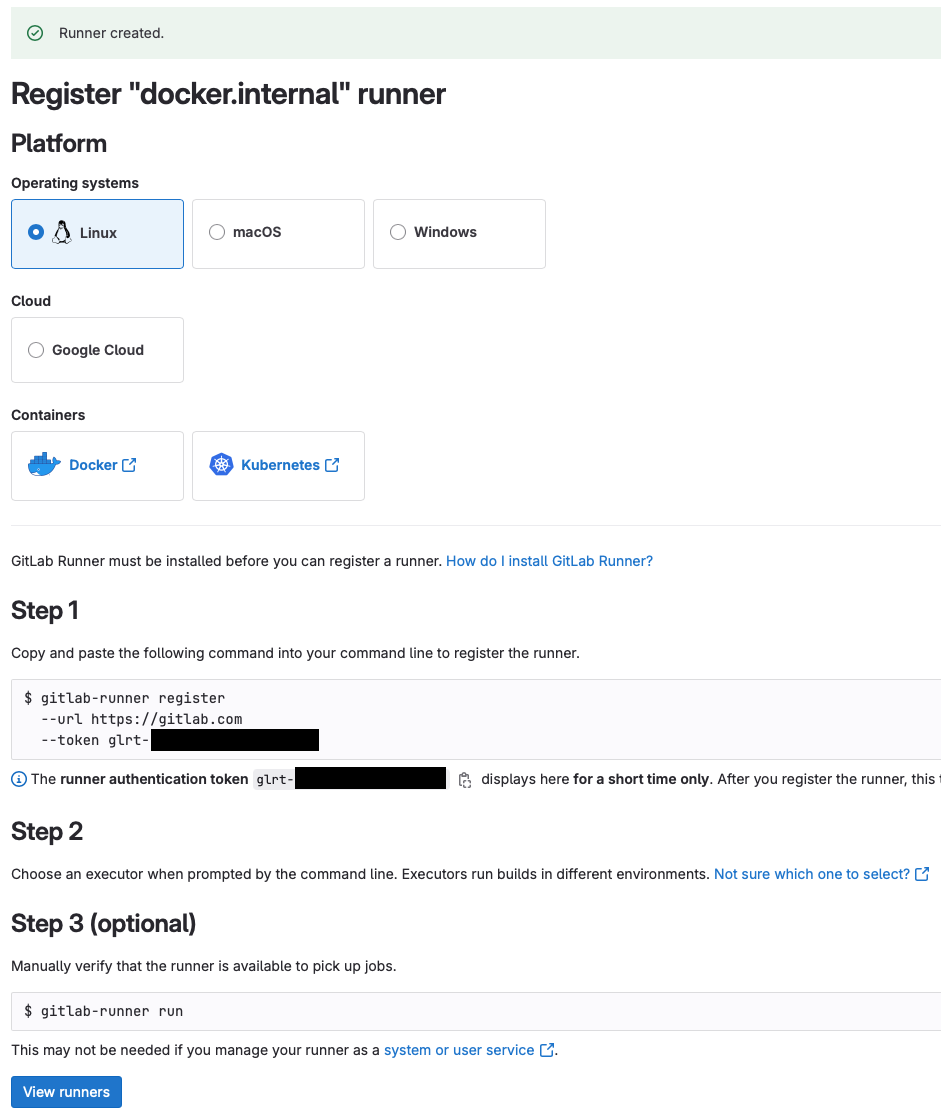 Runner created.
Register "docker.internal" runner
Platform
Operating systems
Linux
macOS
Windows
Cloud
Google Cloud
Containers
Docker
Kubernetes
GitLab Runner must be installed before you can register a runner. How do I install GitLab Runner?
Step 1
Copy and paste the following command into your command line to register the runner.
$ gitlab-runner register
--url https://gitlab.com
--token glrt-
The runner authentication token glrt- displays here for a short time only. After you register the runner, this
Step 2
Choose an executor when prompted by the command line. Executors run builds in different environments. Not sure which one to select?
Step 3 (optional)
Manually verify that the runner is available to pick up jobs.
$ gitlab-runner run
This may not be needed if you manage your runner as a system or user service.
View runners